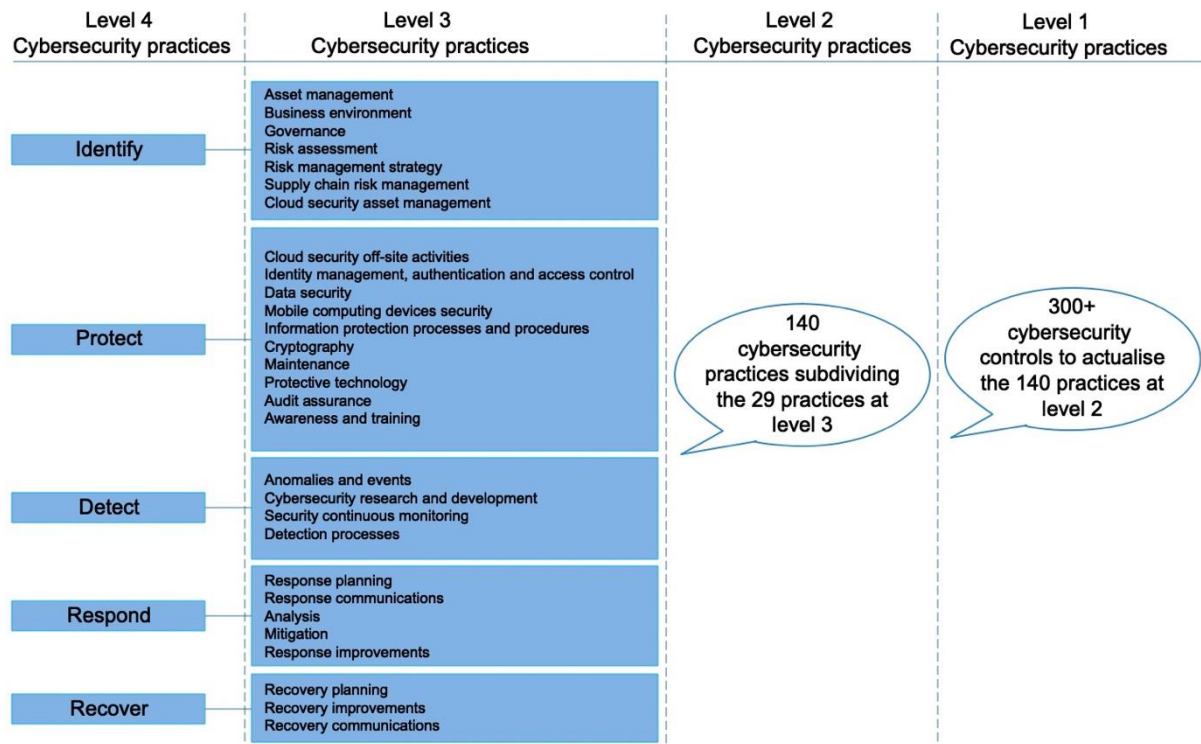 Level 4
Cybersecurity practices
Level 3
Cybersecurity practices
Level 2
Cybersecurity practices
Level 1
Cybersecurity practices
Identify
Asset management
Business environment
Governance
Risk assessment
Risk management strategy
Supply chain risk management
Cloud security asset management
Protect
Cloud security off-site activities
Identity management, authentication and access control
Data security
Mobile computing devices security
Information protection processes and procedures
Cryptography
Maintenance
Protective technology
Audit assurance
Awareness and training
140
cybersecurity
practices subdividing
the 29 practices at
level 3
300+
cybersecurity
controls to actualise
the 140 practices at
level 2
Detect
Anomalies and events
Cybersecurity research and development
Security continuous monitoring
Detection processes
Respond
Response planning
Response communications
Analysis
Mitigation
Response improvements
Recover
Recovery planning
Recovery improvements
Recovery communications